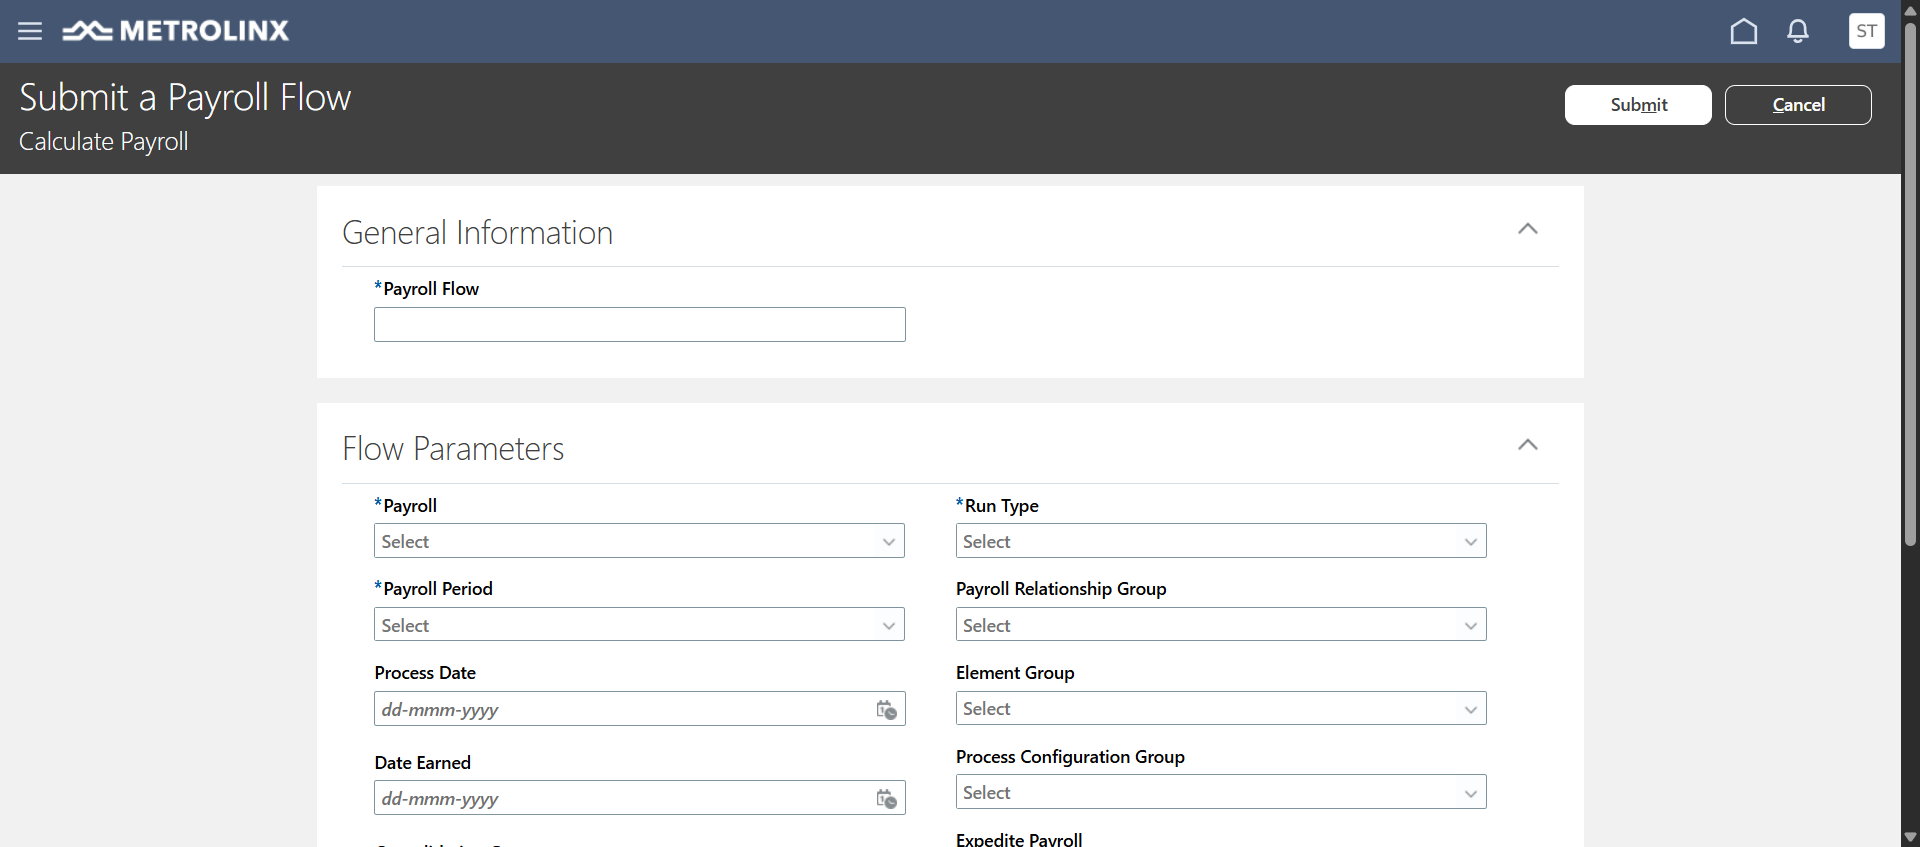 METROLINX
ST
Submit a Payroll Flow
Calculate Payroll
Submit
Cancel
General Information
*Payroll Flow
Flow Parameters
*Payroll
Select
*Run Type
Select
*Payroll Period
Select
Payroll Relationship Group
Select
Process Date
dd-mmm-yyyy
Element Group
Select
Date Earned
dd-mmm-yyyy
Process Configuration Group
Select
Expedite Payroll